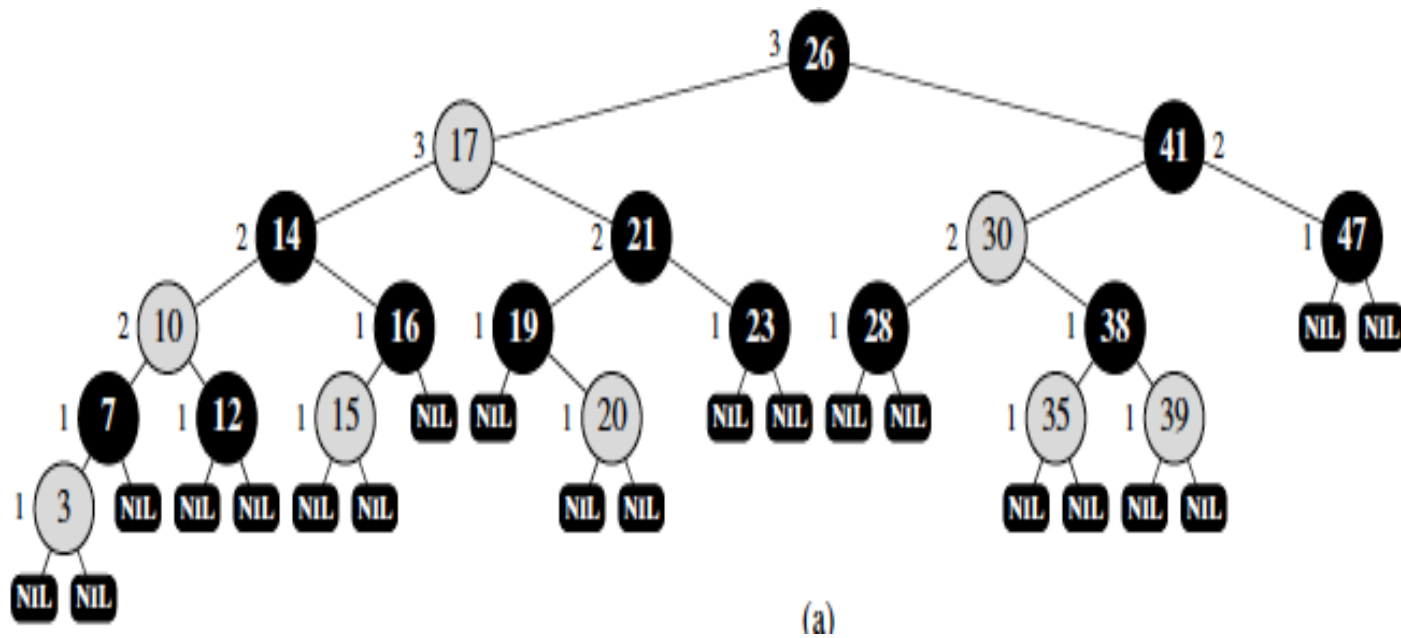 3 26
3 17 41 2
2 14 2 21 2 30 1 47
2 10 1 16 1 19 1 23 1 28 1 38 NIL NIL
1 7 1 12 1 15 NIL NIL 1 20 NIL NIL NIL NIL 1 35 1 39
1 3 NIL NIL NIL NIL NIL NIL NIL NIL NIL NIL NIL
NIL NIL
(a)